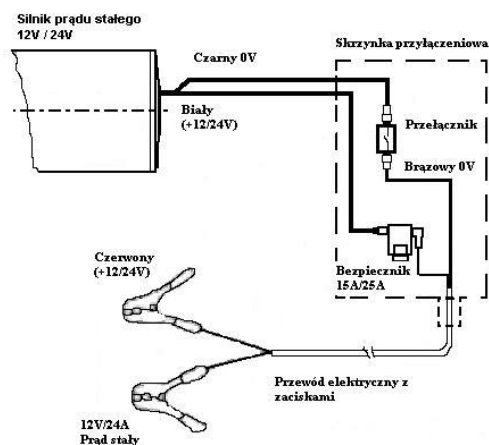 Silnik prądu stałego
12V / 24V
Skrzynka przyłączeniowa
Czarny 0V
Biały
(+12/24V)
Przełącznik
Brązowy 0V
Czerwony
(+12/24V)
Bezpiecznik
15A/25A
Przewód elektryczny z
zaciskami
12V/24A
Prąd stały